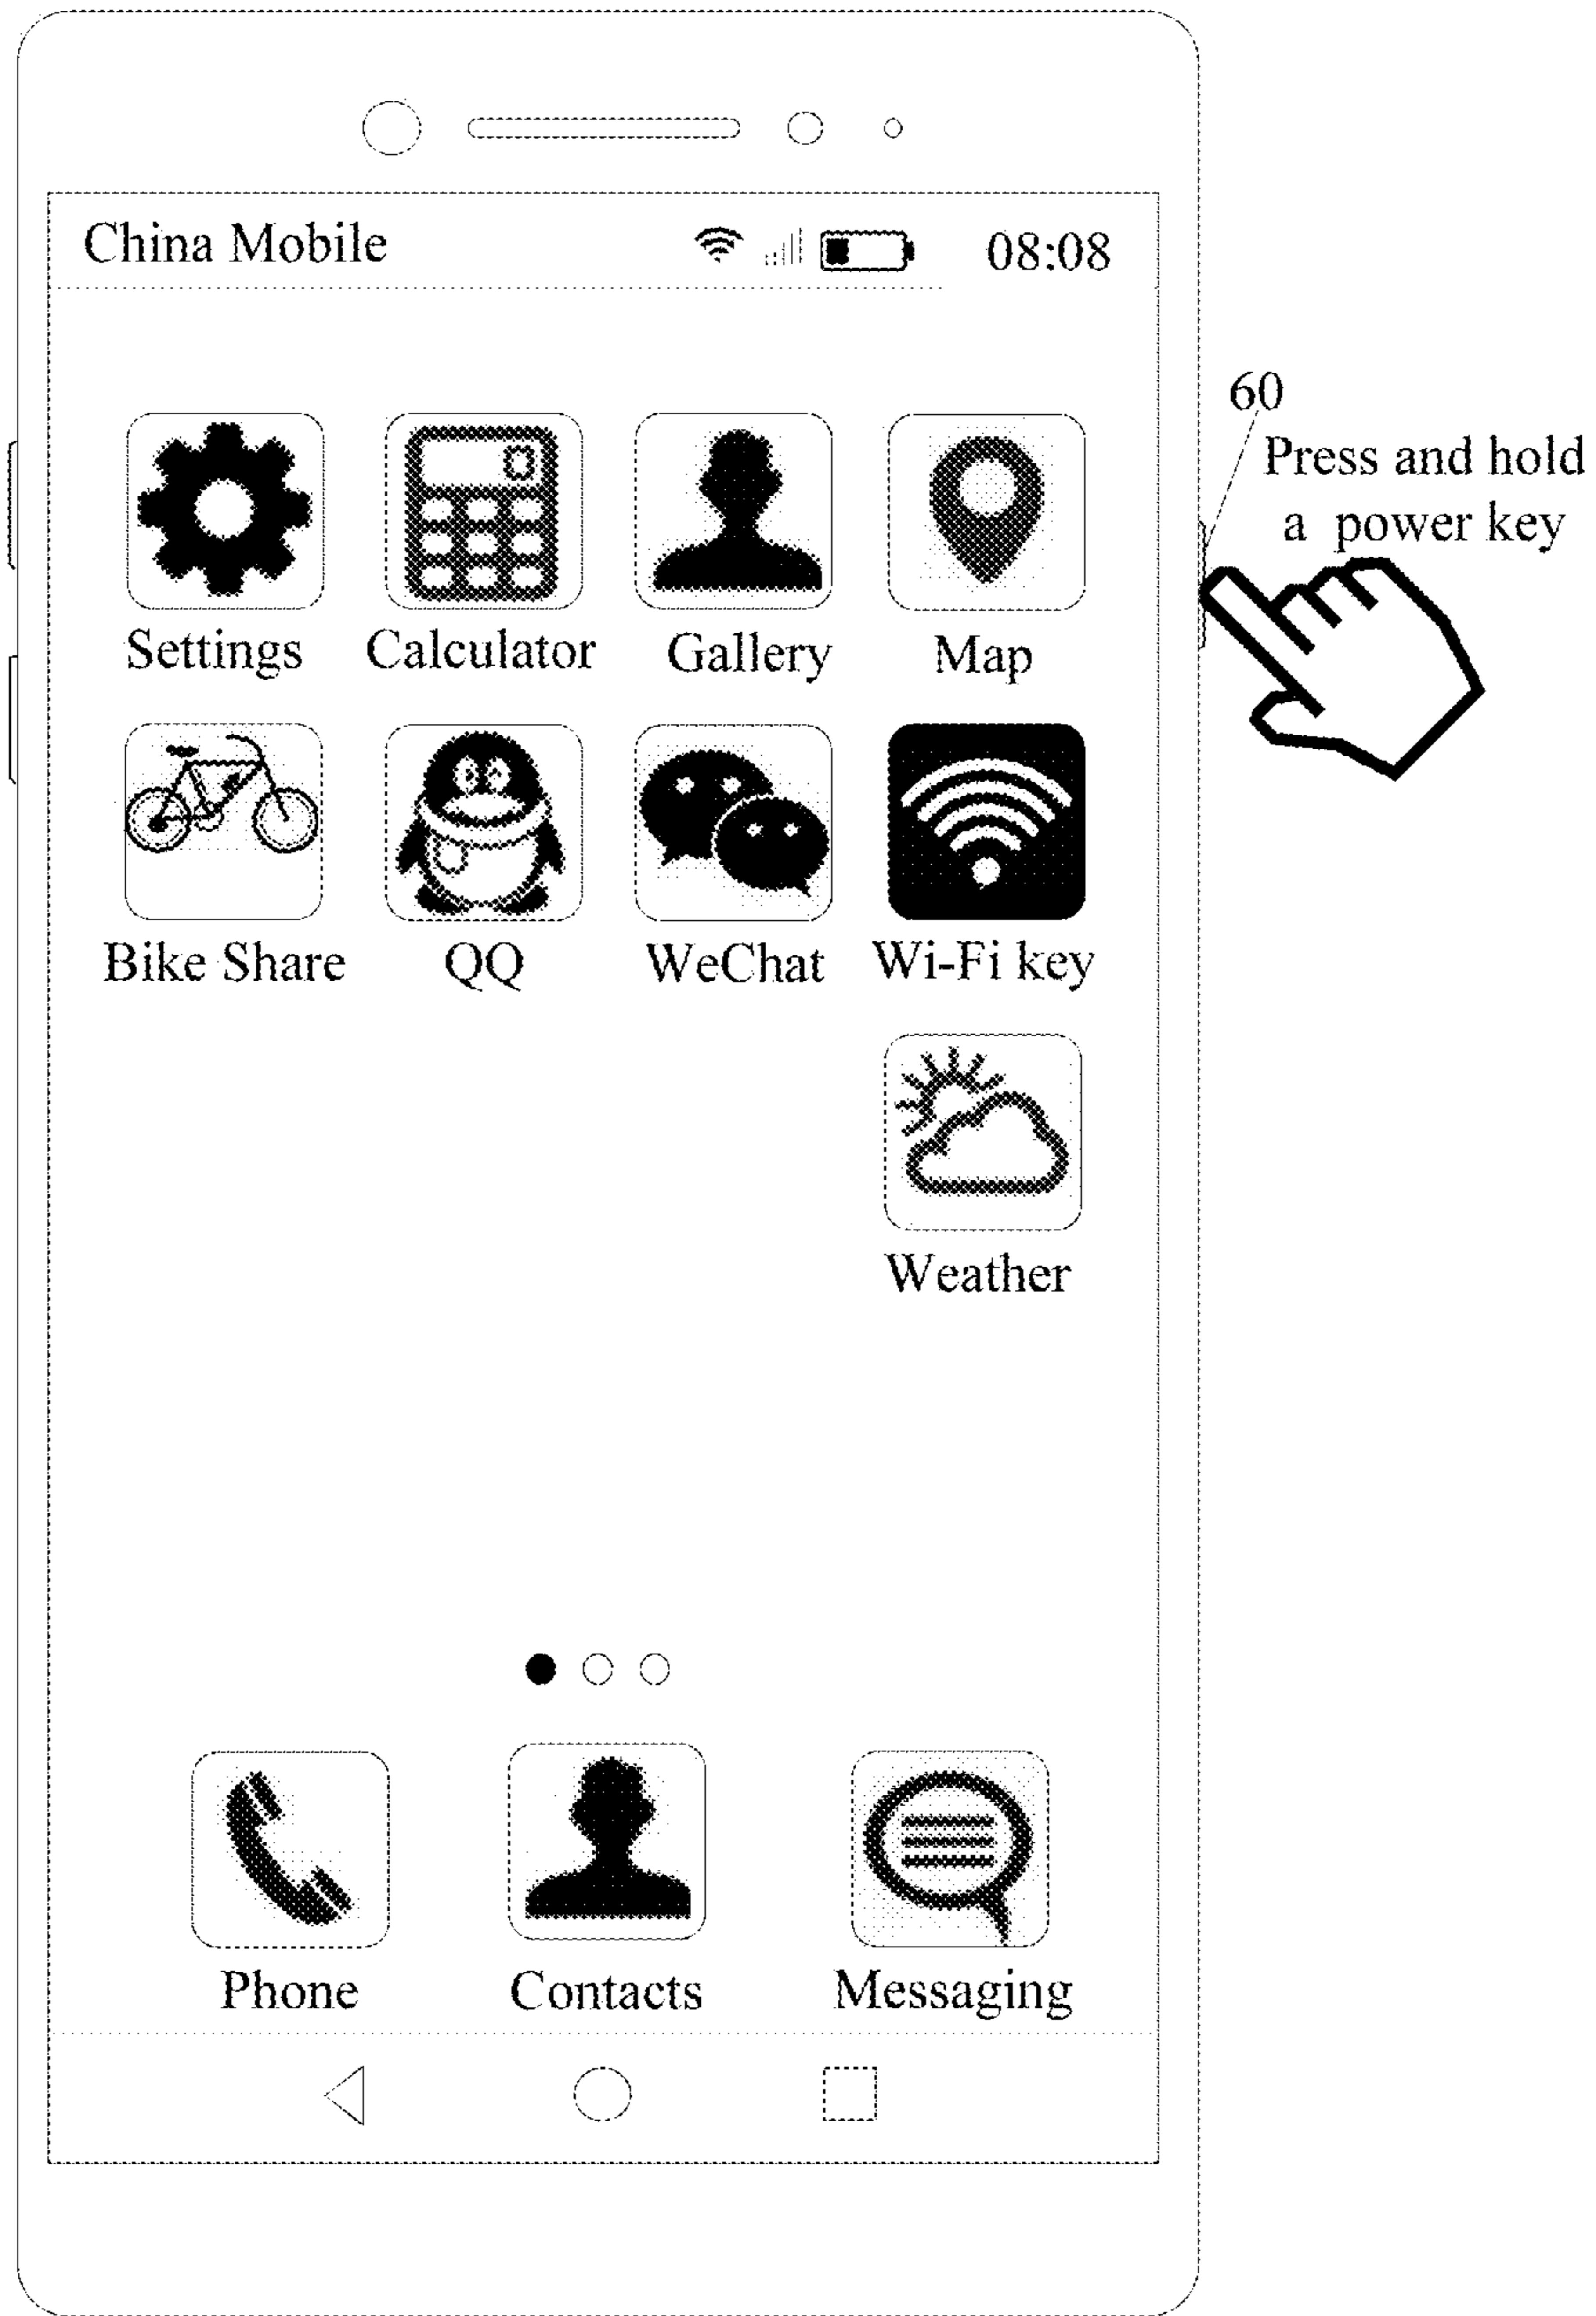 China Mobile 08:08
60
Press and hold
a power key
Settings Calculator Gallery Map
Bike Share QQ WeChat Wi-Fi key
Weather
Phone Contacts Messaging